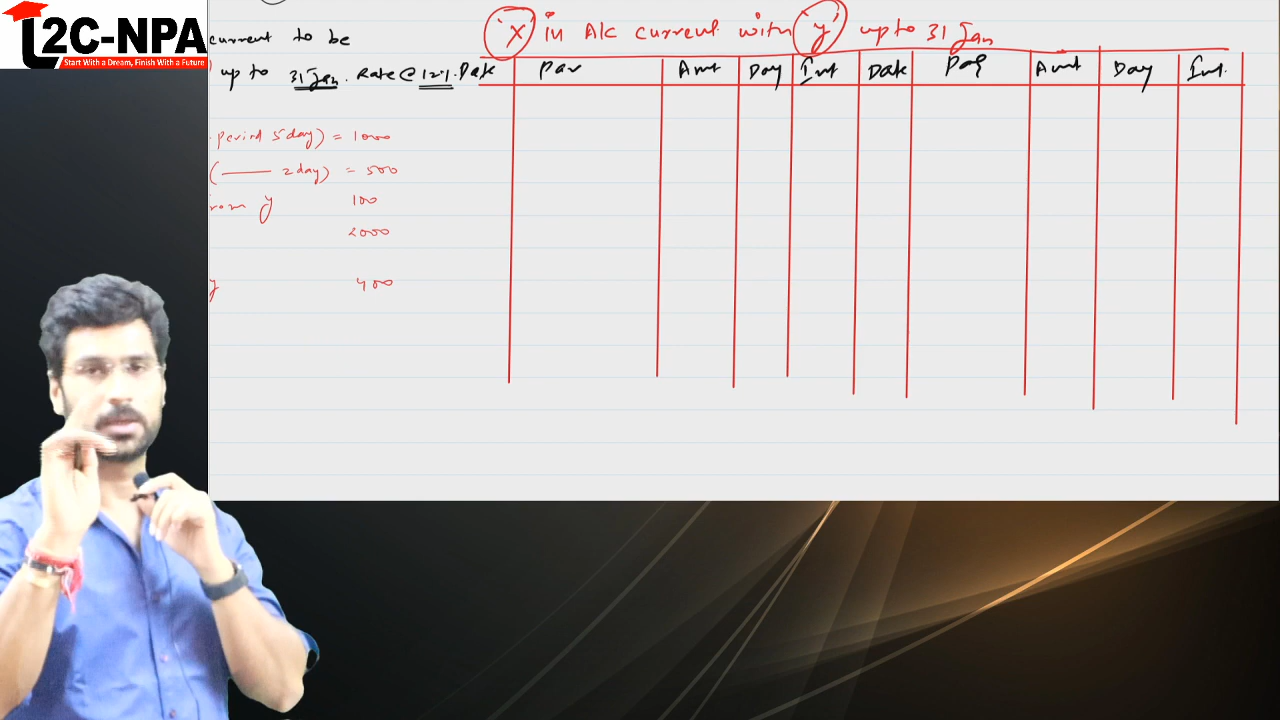 L2C-NPA
Start With a Dream, Finish With a Future
'X' in A/c current with 'y' up to 31 Jan
current to be
up to 31 Jan. Rate @ 12%.
Date Par Amt Day Int Date Par Amt Day Int.
period 5 day) = 1000
( — 2 day) = 500
rom y 100
2000
y 400